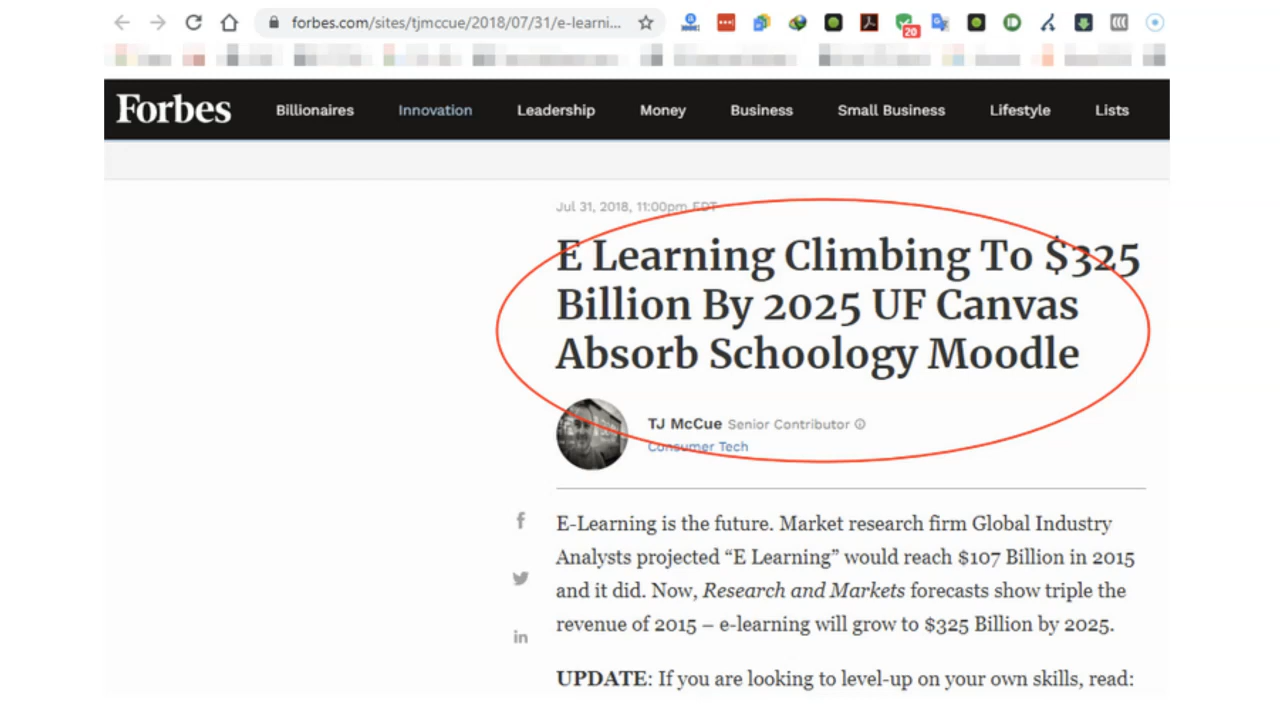 forbes.com/sites/tjmccue/2018/07/31/e-learni...
20
Forbes Billionaires Innovation Leadership Money Business Small Business Lifestyle Lists
Jul 31, 2018, 11:00pm EDT
E Learning Climbing To $325
Billion By 2025 UF Canvas
Absorb Schoology Moodle
TJ McCue Senior Contributor
Consumer Tech
E-Learning is the future. Market research firm Global Industry
Analysts projected “E Learning” would reach $107 Billion in 2015
and it did. Now, Research and Markets forecasts show triple the
revenue of 2015 – e-learning will grow to $325 Billion by 2025.
UPDATE: If you are looking to level-up on your own skills, read: